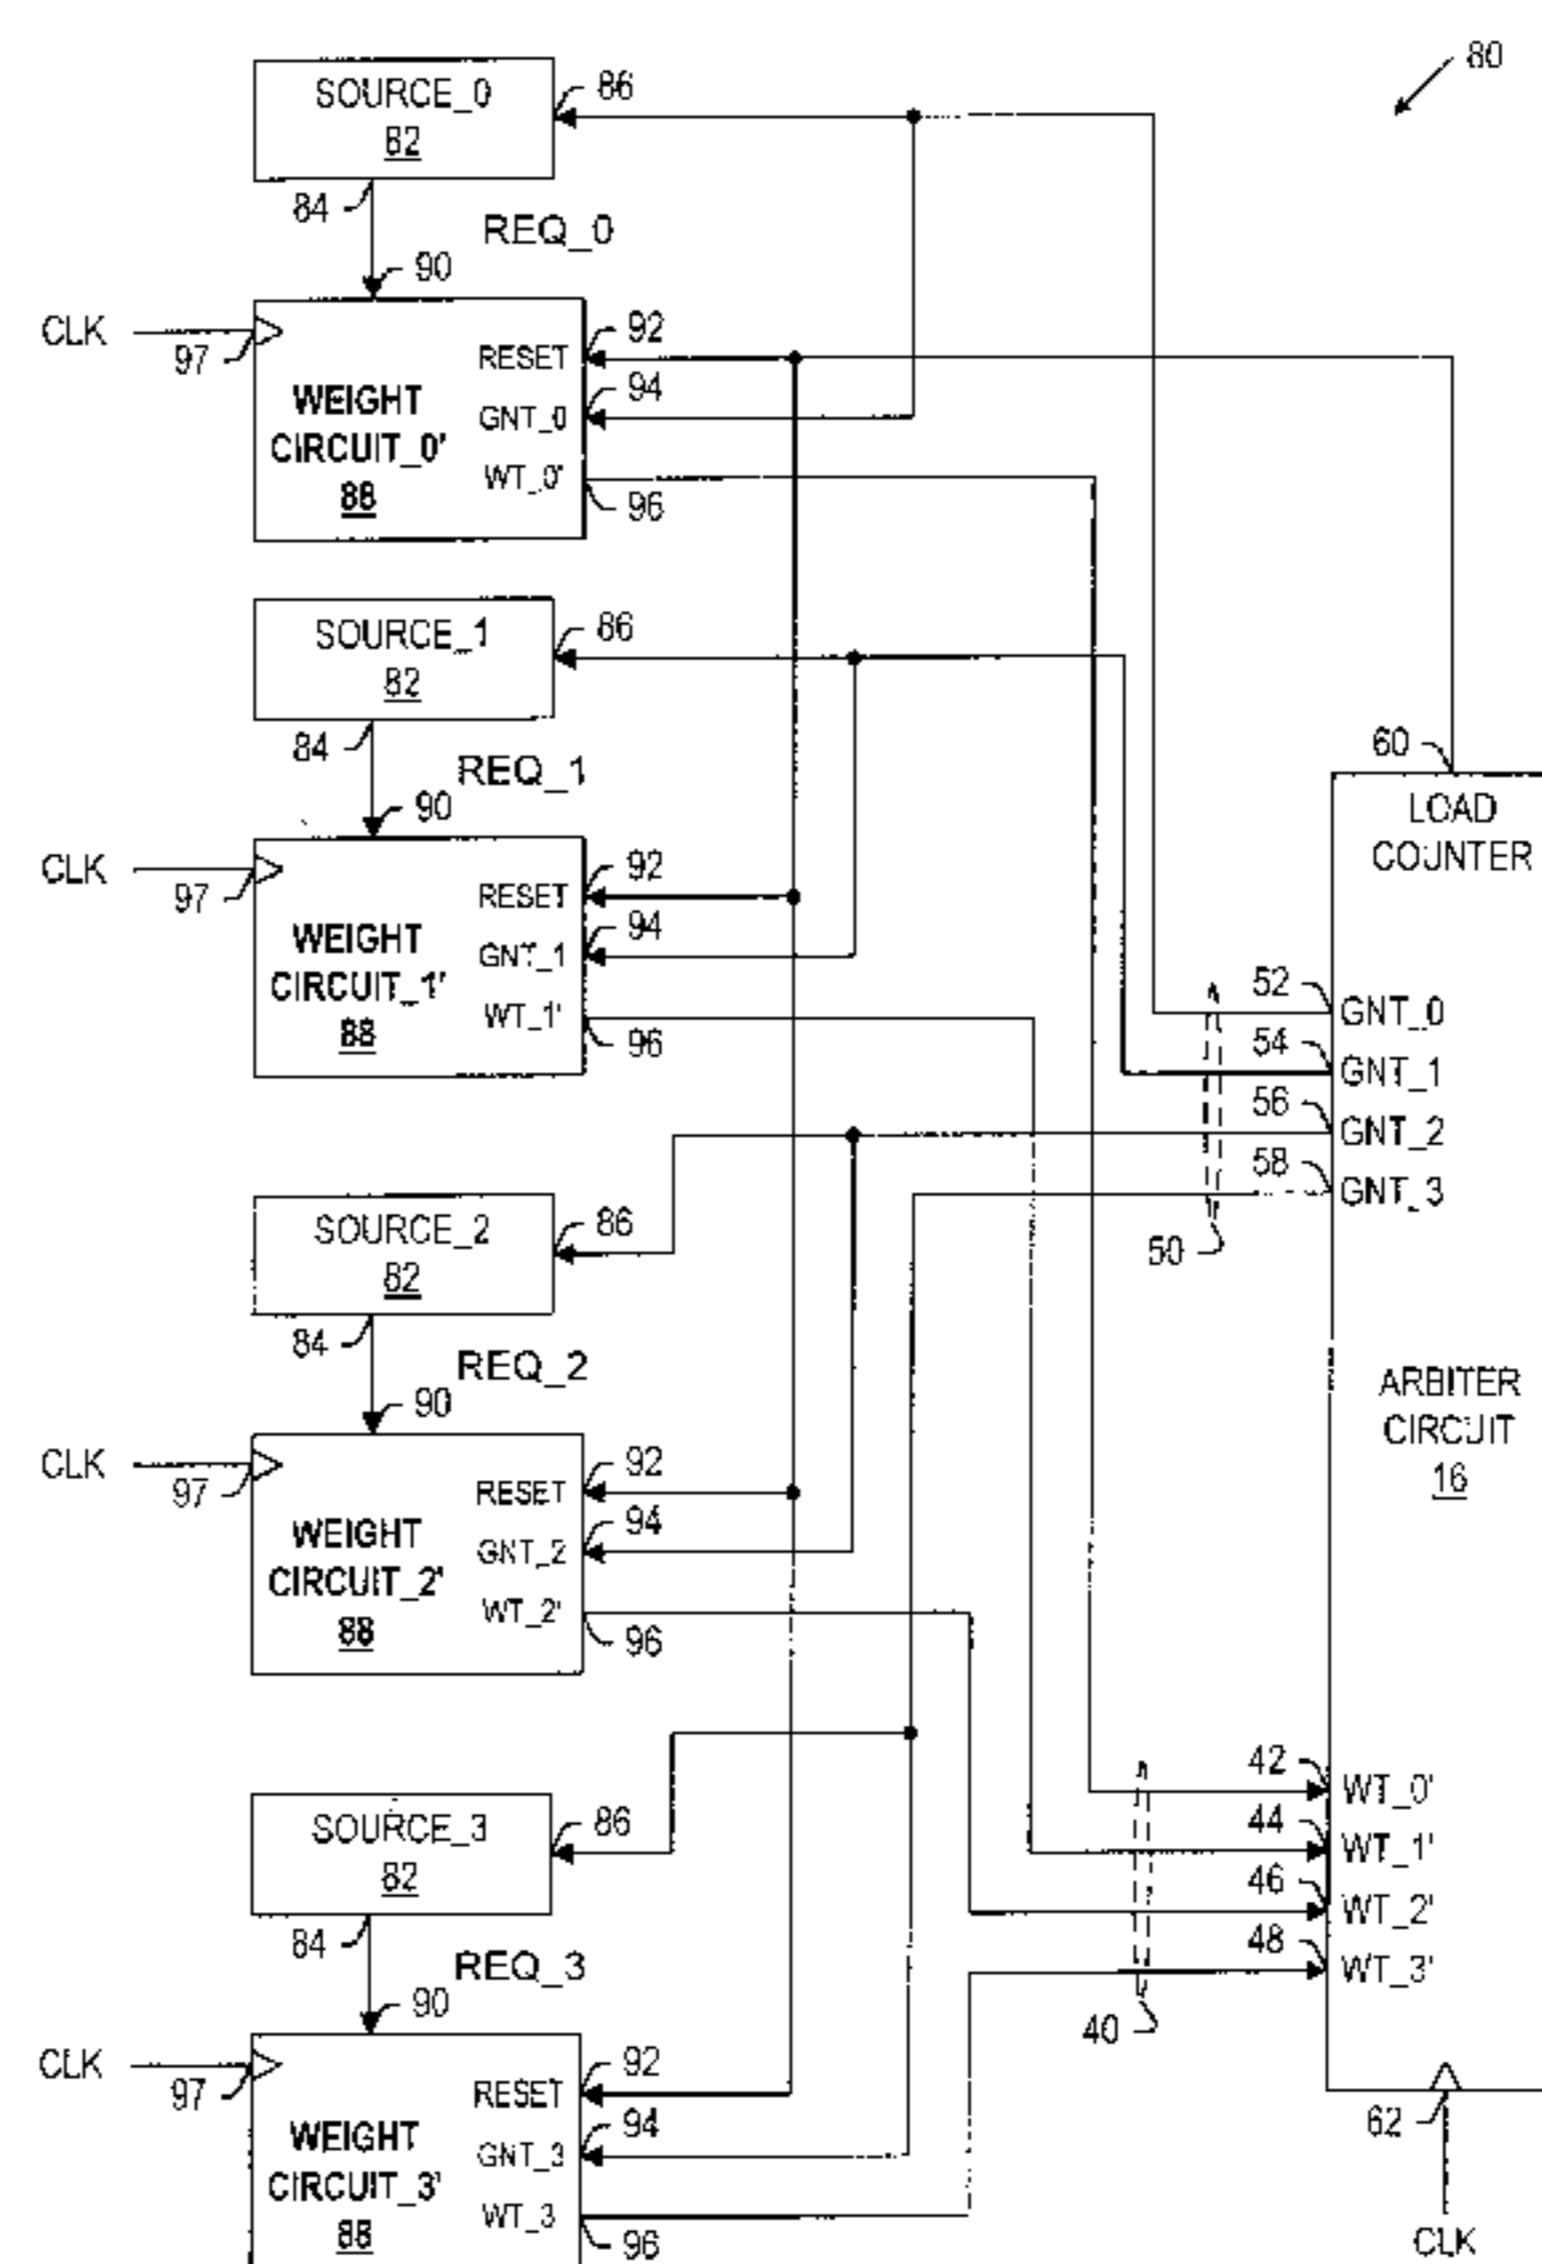 80
SOURCE_0
82
86
84
REQ_0
90
CLK
97
WEIGHT
CIRCUIT_0'
88
RESET
92
GNT_0
94
WT_0'
96
SOURCE_1
82
86
84
REQ_1
90
CLK
97
WEIGHT
CIRCUIT_1'
88
RESET
92
GNT_1
94
WT_1'
96
SOURCE_2
82
86
84
REQ_2
90
CLK
97
WEIGHT
CIRCUIT_2'
88
RESET
92
GNT_2
94
WT_2'
96
SOURCE_3
82
86
84
REQ_3
90
CLK
97
WEIGHT
CIRCUIT_3'
88
RESET
92
GNT_3
94
WT_3
96
60
LOAD
COUNTER
52
GNT_0
54
GNT_1
56
GNT_2
58
GNT_3
50
ARBITER
CIRCUIT
16
42
WT_0'
44
WT_1'
46
WT_2'
48
WT_3'
40
62
CLK